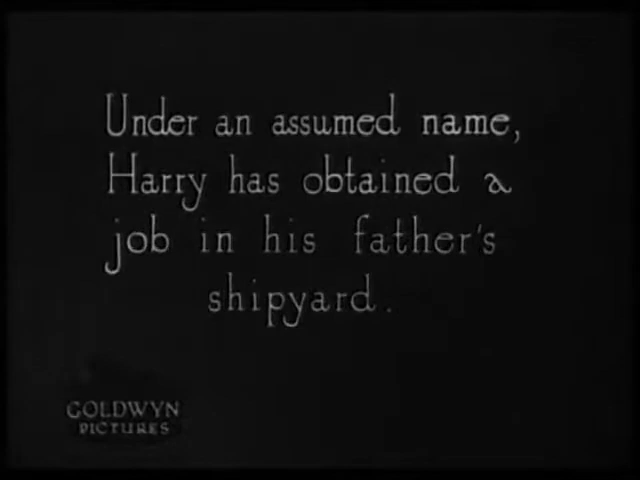 Under an assumed name,
Harry has obtained a
job in his father's
shipyard.
GOLDWYN
PICTURES